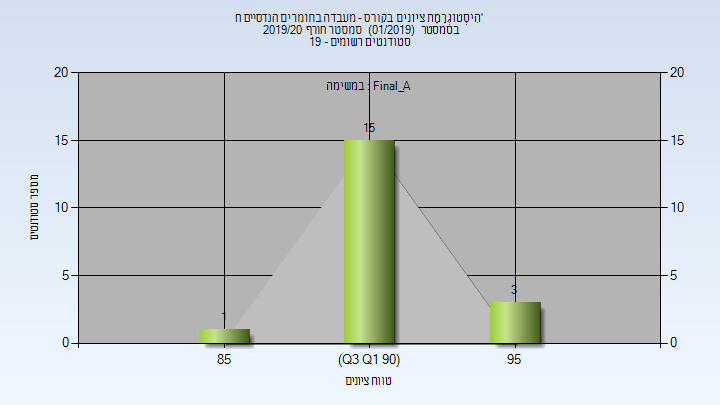 היסטוגרמת ציונים בקורס - מעבדה בחומרים הנדסיים ח'
בסמסטר (01/2019) סמסטר חורף 2019/20
סטודנטים רשומים - 19
במשימה : Final_A
מספר סטודנטים
20 20
15 15
10 10
5 5
0 0
1 15 3
85 (Q3 Q1 90) 95
טווח ציונים